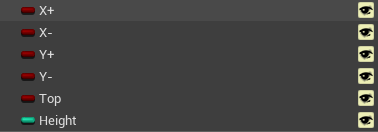 X+
X-
Y+
Y-
Top
Height